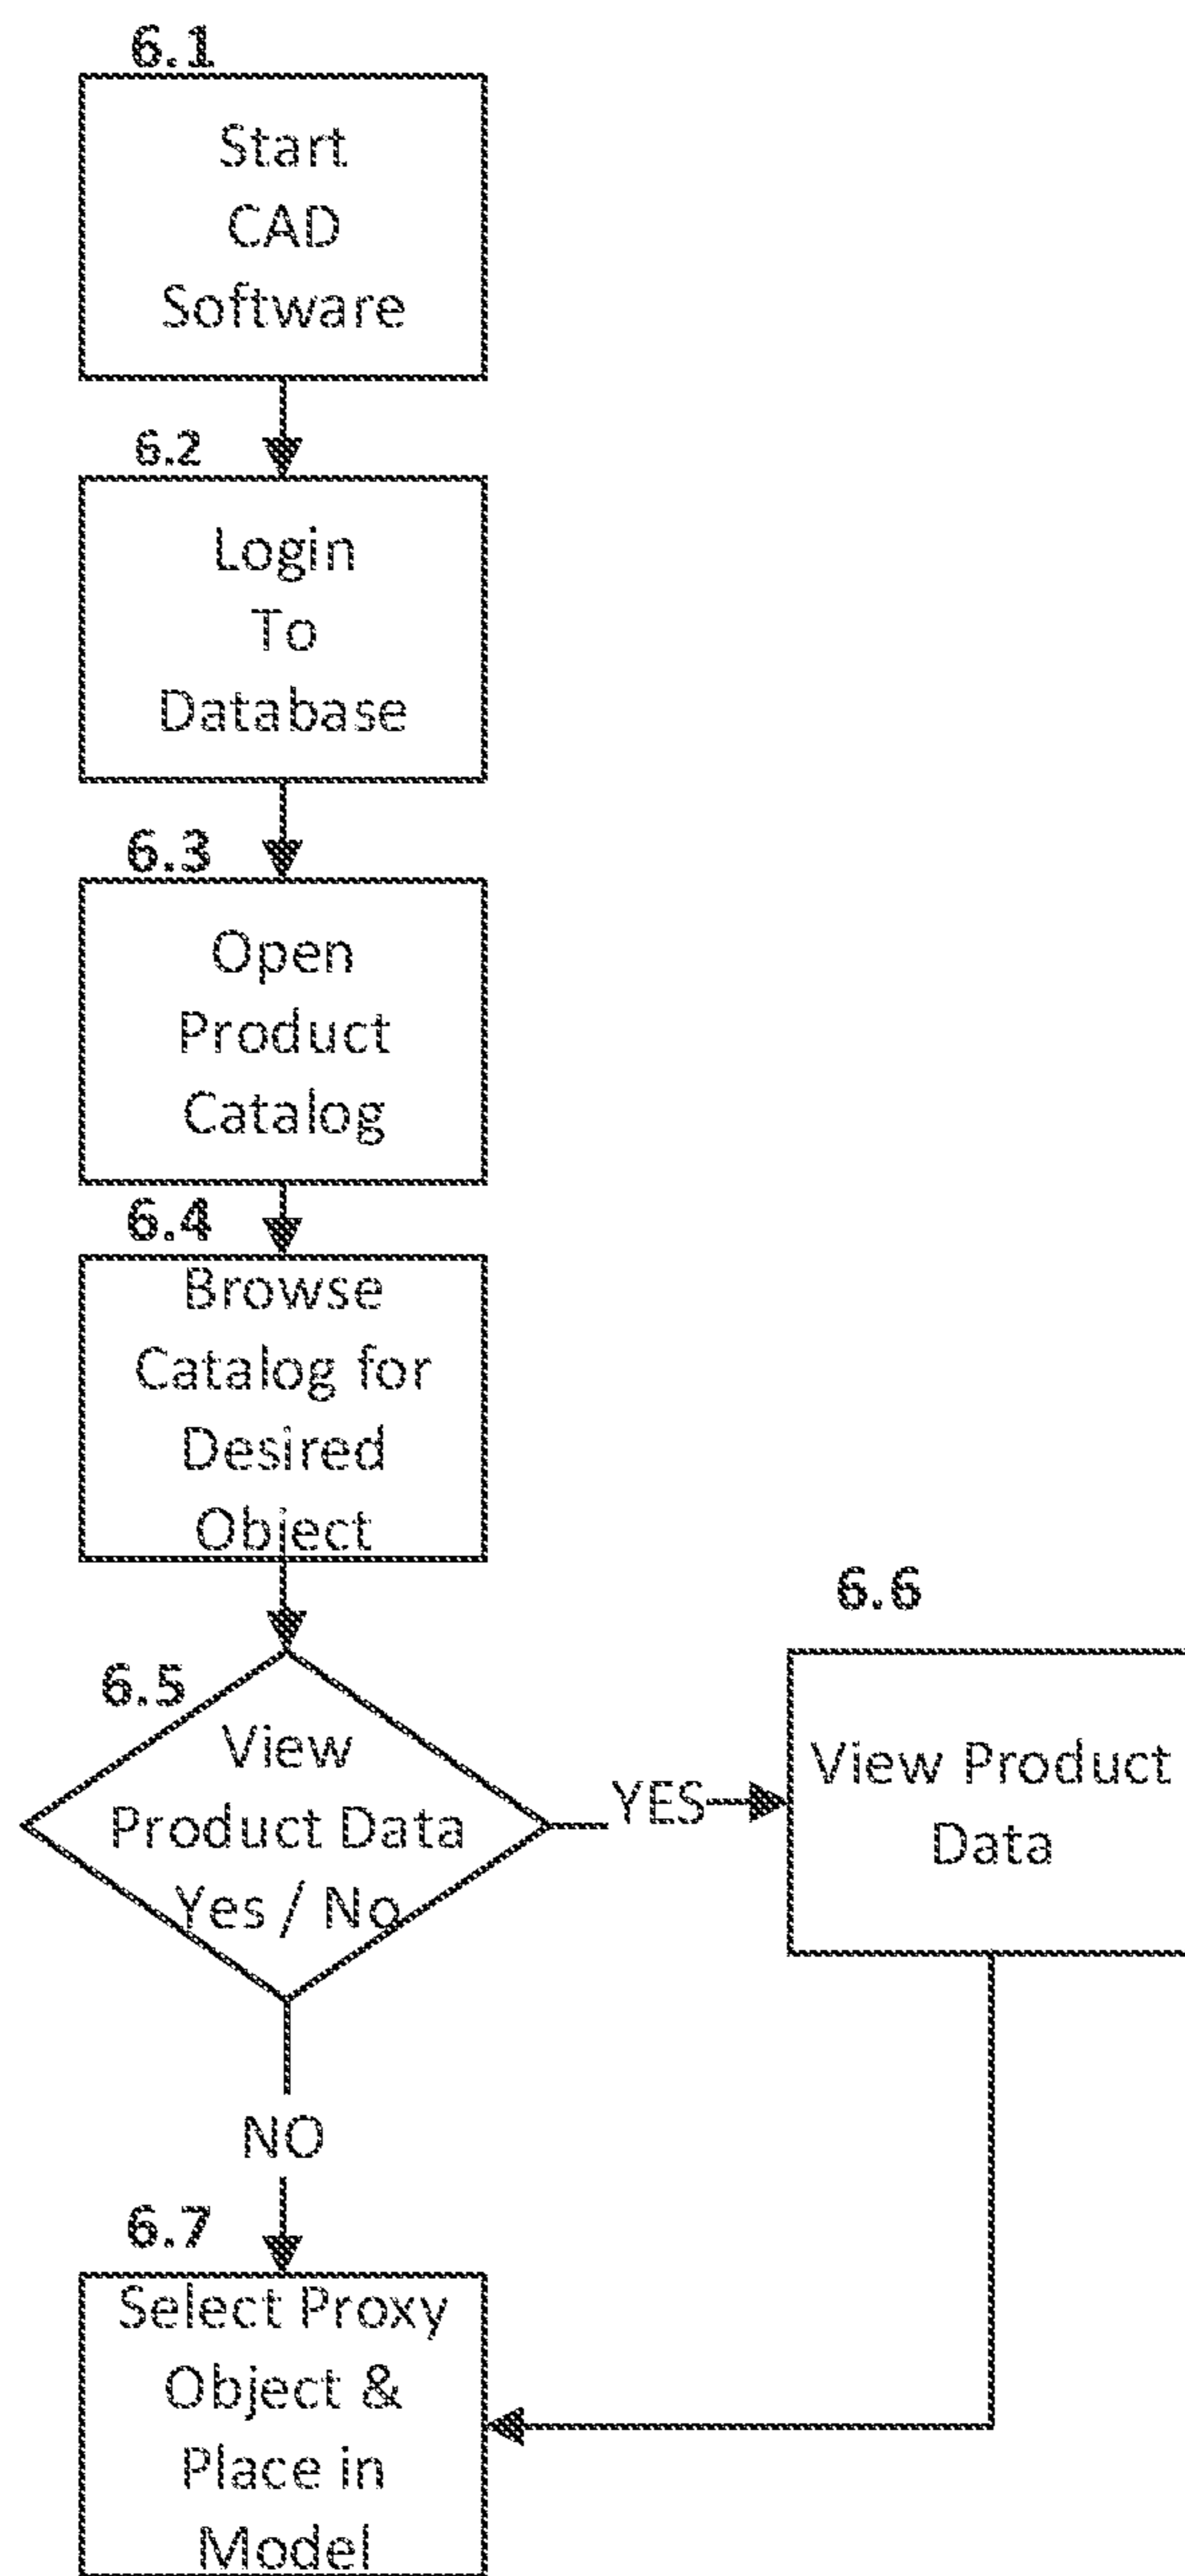 6.1
Start
CAD
Software
6.2
Login
To
Database
6.3
Open
Product
Catalog
6.4
Browse
Catalog for
Desired
Object
6.5
View
Product Data
Yes / No
YES
6.6
View Product
Data
NO
6.7
Select Proxy
Object &
Place in
Model